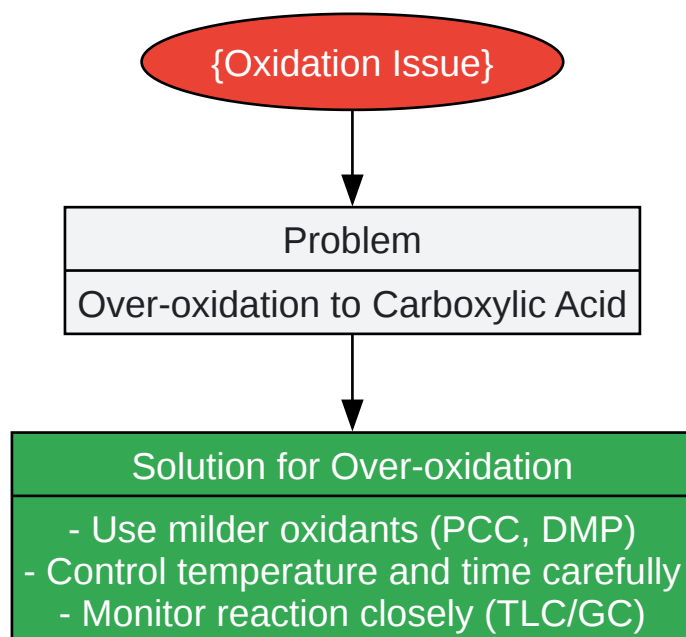 {Oxidation Issue}
Problem
Over-oxidation to Carboxylic Acid
Solution for Over-oxidation
- Use milder oxidants (PCC, DMP)
- Control temperature and time carefully
- Monitor reaction closely (TLC/GC)